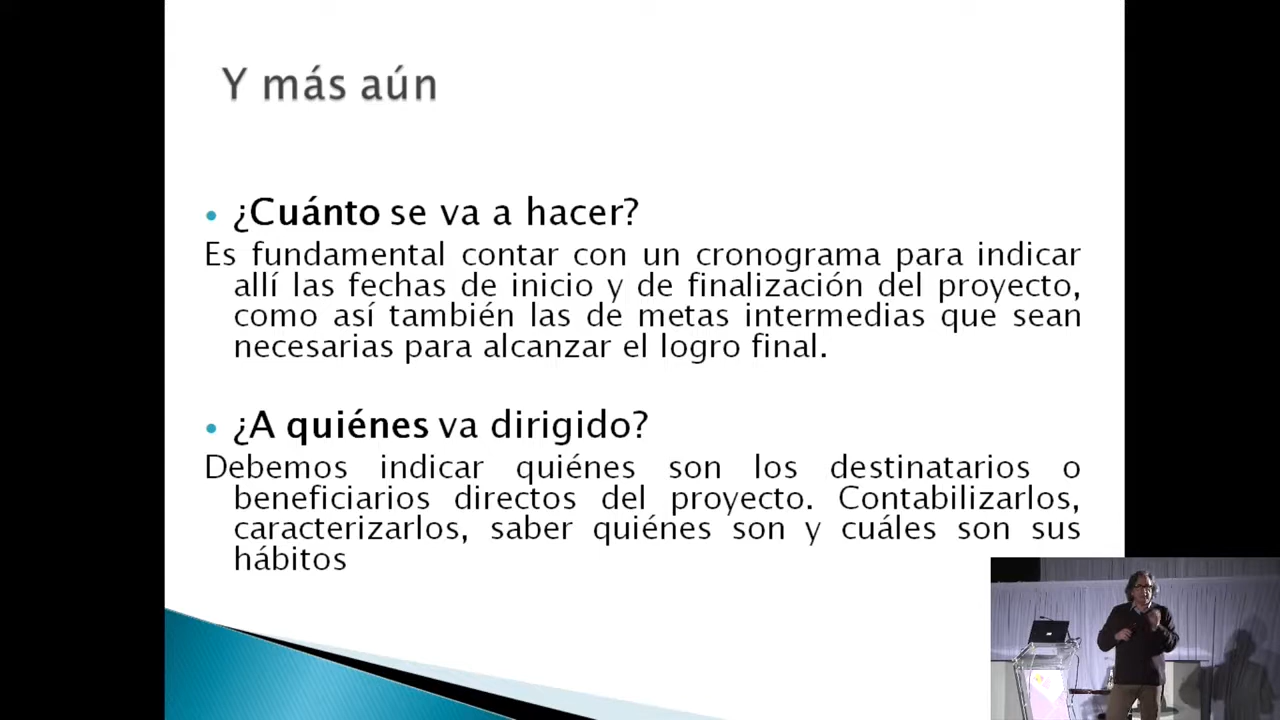 Y más aún
• ¿Cuánto se va a hacer?
Es fundamental contar con un cronograma para indicar
allí las fechas de inicio y de finalización del proyecto,
como así también las de metas intermedias que sean
necesarias para alcanzar el logro final.
• ¿A quiénes va dirigido?
Debemos indicar quiénes son los destinatarios o
beneficiarios directos del proyecto. Contabilizarlos,
caracterizarlos, saber quiénes son y cuáles son sus
hábitos